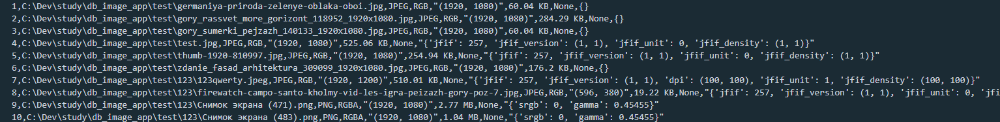 1,C:\Dev\study\db_image_app\test\germaniya-priroda-zelenye-oblaka-oboi.jpg,JPEG,RGB,"(1920, 1080)",60.04 KB,None,{}
2,C:\Dev\study\db_image_app\test\gory_rassvet_more_gorizont_118952_1920x1080.jpg,JPEG,RGB,"(1920, 1080)",284.29 KB,None,{}
3,C:\Dev\study\db_image_app\test\gory_sumerki_pejzazh_140133_1920x1080.jpg,JPEG,RGB,"(1920, 1080)",60.04 KB,None,{}
4,C:\Dev\study\db_image_app\test\test.jpg,JPEG,RGB,"(1920, 1080)",525.06 KB,None,"{'jfif': 257, 'jfif_version': (1, 1), 'jfif_unit': 0, 'jfif_density': (1, 1)}"
5,C:\Dev\study\db_image_app\test\thumb-1920-810997.jpg,JPEG,RGB,"(1920, 1080)",254.94 KB,None,"{'jfif': 257, 'jfif_version': (1, 1), 'jfif_unit': 0, 'jfif_density': (1, 1)}"
6,C:\Dev\study\db_image_app\test\zdanie_fasad_arhitektura_309099_1920x1080.jpg,JPEG,RGB,"(1920, 1080)",176.2 KB,None,{}
7,C:\Dev\study\db_image_app\test\123\123qwerty.jpeg,JPEG,RGB,"(1920, 1200)",510.01 KB,None,"{'jfif': 257, 'jfif_version': (1, 1), 'dpi': (100, 100), 'jfif_unit': 1, 'jfif_density': (100, 100)}"
8,C:\Dev\study\db_image_app\test\123\firewatch-campo-santo-kholmy-vid-les-igra-peizazh-gory-poz-7.jpg,JPEG,RGB,"(596, 380)",19.22 KB,None,"{'jfif': 257, 'jfif_version': (1, 1), 'jfif_unit': 0, 'jfi
9,C:\Dev\study\db_image_app\test\123\Снимок экрана (471).png,PNG,RGBA,"(1920, 1080)",2.77 MB,None,"{'srgb': 0, 'gamma': 0.45455}"
10,C:\Dev\study\db_image_app\test\123\Снимок экрана (483).png,PNG,RGBA,"(1920, 1080)",1.04 MB,None,"{'srgb': 0, 'gamma': 0.45455}"